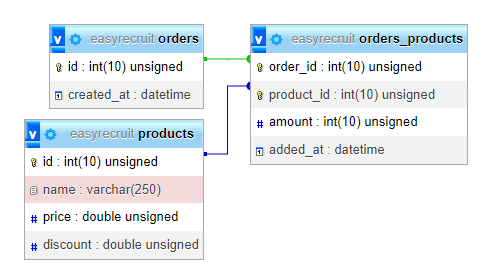 v easyrecruit orders
id : int(10) unsigned
created_at : datetime
v easyrecruit orders_products
order_id : int(10) unsigned
product_id : int(10) unsigned
# amount : int(10) unsigned
added_at : datetime
v easyrecruit products
id : int(10) unsigned
name : varchar(250)
# price : double unsigned
# discount : double unsigned